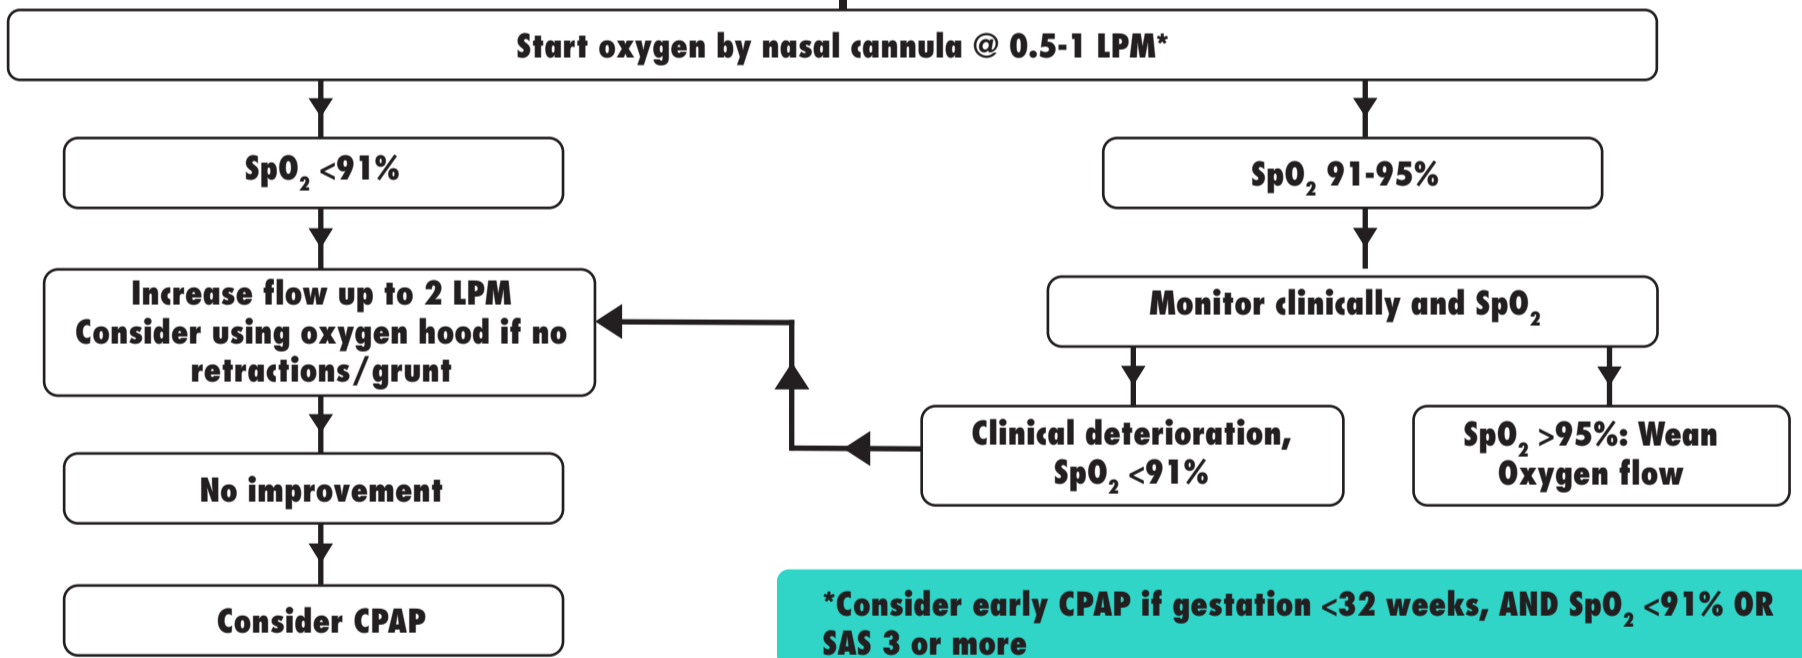 Start oxygen by nasal cannula @ 0.5-1 LPM*
SpO₂ <91%
SpO₂ 91-95%
Increase flow up to 2 LPM
Consider using oxygen hood if no
retractions/grunt
Monitor clinically and SpO₂
Clinical deterioration,
SpO₂ <91%
SpO₂ >95%: Wean
Oxygen flow
No improvement
Consider CPAP
*Consider early CPAP if gestation <32 weeks, AND SpO₂ <91% OR
SAS 3 or more